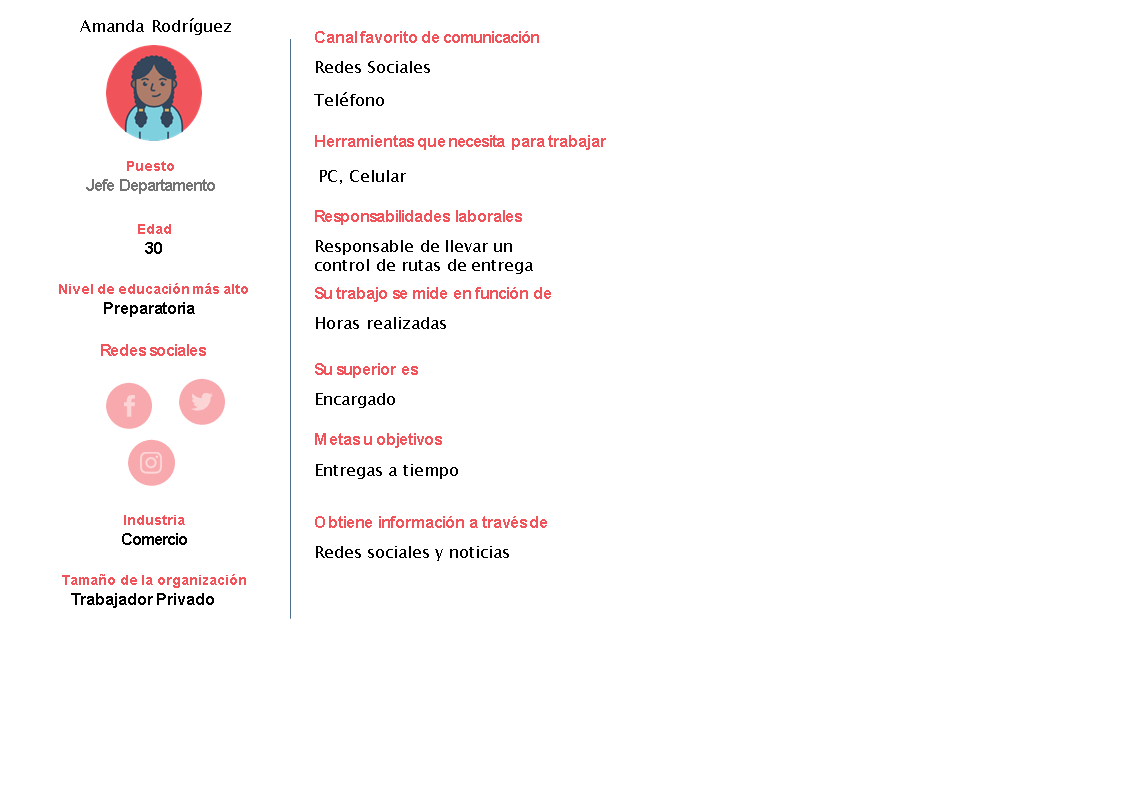 Amanda Rodríguez
Puesto
Jefe Departamento
Edad
30
Nivel de educación más alto
Preparatoria
Redes sociales
Industria
Comercio
Tamaño de la organización
Trabajador Privado
Canal favorito de comunicación
Redes Sociales
Teléfono
Herramientas que necesita para trabajar
PC, Celular
Responsabilidades laborales
Responsable de llevar un
control de rutas de entrega
Su trabajo se mide en función de
Horas realizadas
Su superior es
Encargado
Metas u objetivos
Entregas a tiempo
Obtiene información a través de
Redes sociales y noticias